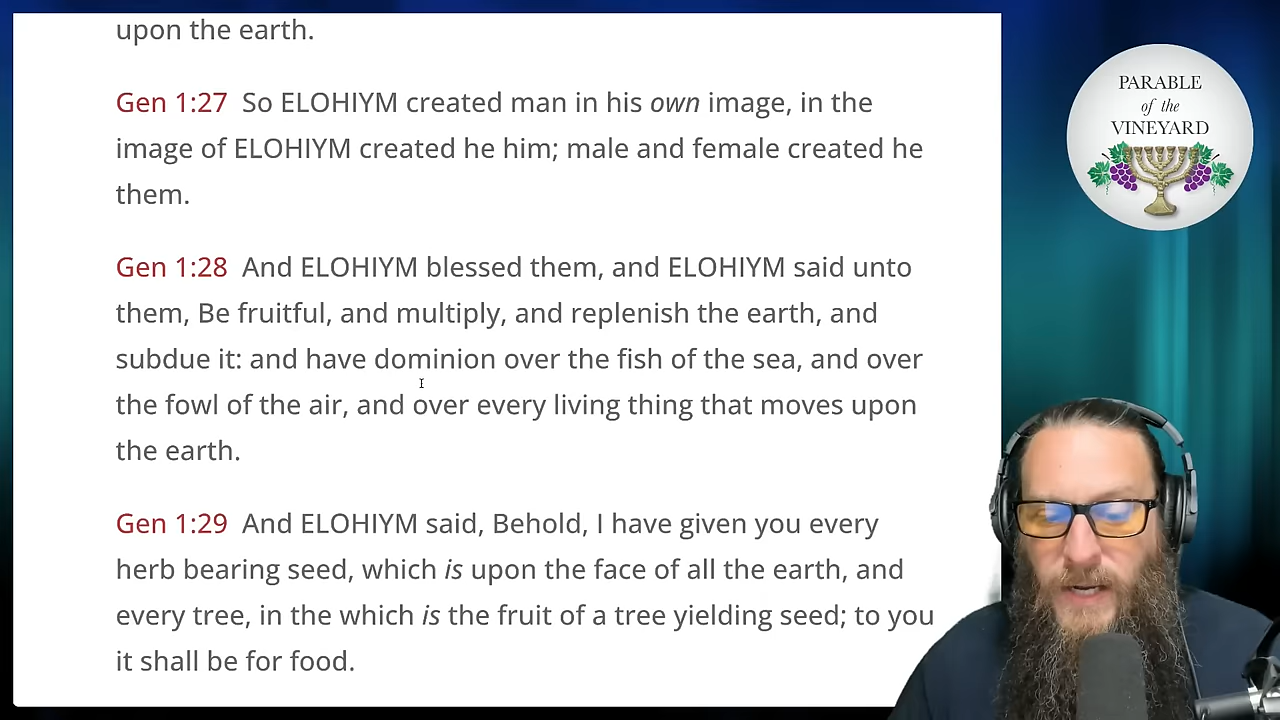 upon the earth.
Gen 1:27 So ELOHIYM created man in his own image, in the
image of ELOHIYM created he him; male and female created he
them.
Gen 1:28 And ELOHIYM blessed them, and ELOHIYM said unto
them, Be fruitful, and multiply, and replenish the earth, and
subdue it: and have dominion over the fish of the sea, and over
the fowl of the air, and over every living thing that moves upon
the earth.
Gen 1:29 And ELOHIYM said, Behold, I have given you every
herb bearing seed, which is upon the face of all the earth, and
every tree, in the which is the fruit of a tree yielding seed; to you
it shall be for food.
PARABLE
of the
VINEYARD